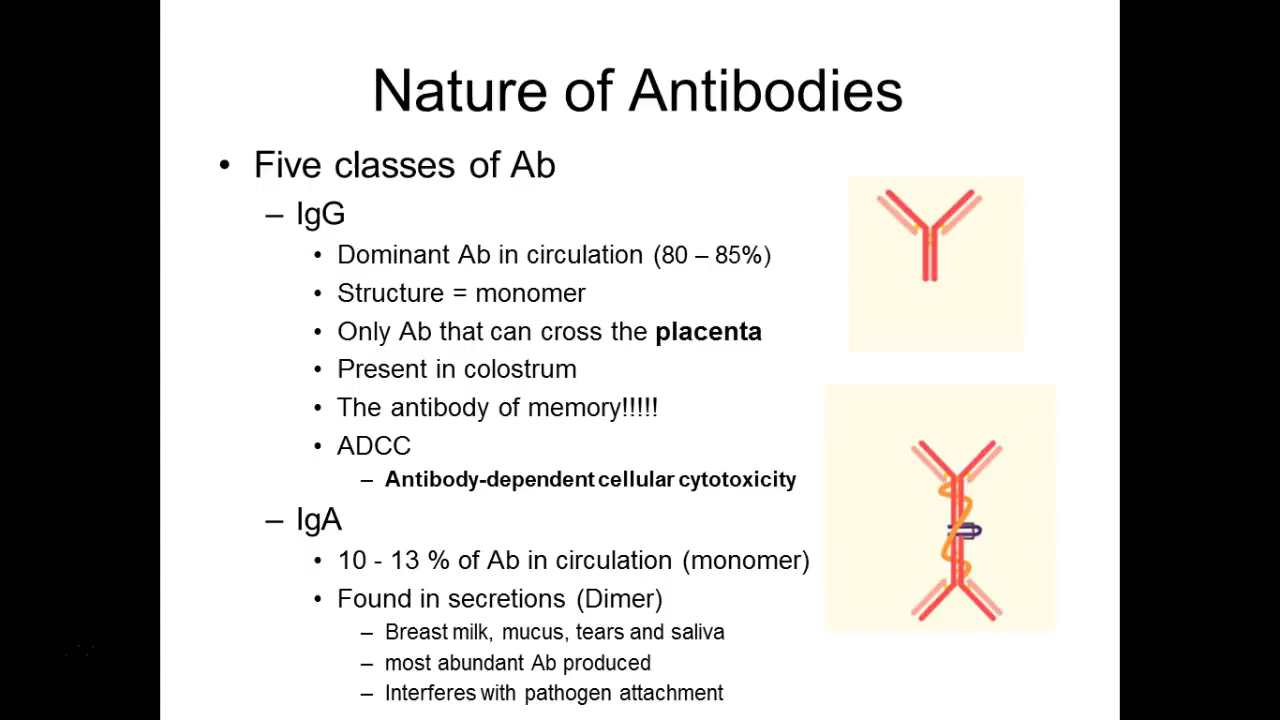 Nature of Antibodies
• Five classes of Ab
– IgG
• Dominant Ab in circulation (80 – 85%)
• Structure = monomer
• Only Ab that can cross the placenta
• Present in colostrum
• The antibody of memory!!!!!
• ADCC
– Antibody-dependent cellular cytotoxicity
– IgA
• 10 - 13 % of Ab in circulation (monomer)
• Found in secretions (Dimer)
– Breast milk, mucus, tears and saliva
– most abundant Ab produced
– Interferes with pathogen attachment